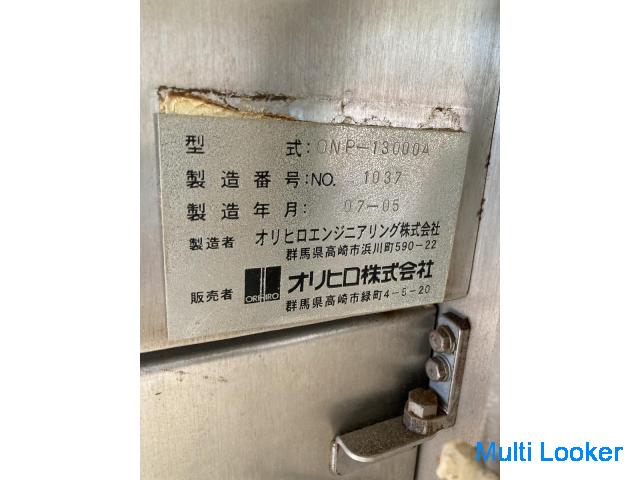 型 式:ONP-13000A
製造番号:NO. 1037
製造年月: 07-05
製造者 オリヒロエンジニアリング株式会社
群馬県高崎市浜川町590-22
販売者 ORIHIRO オリヒロ株式会社
群馬県高崎市緑町4-5-20
Multi Looker